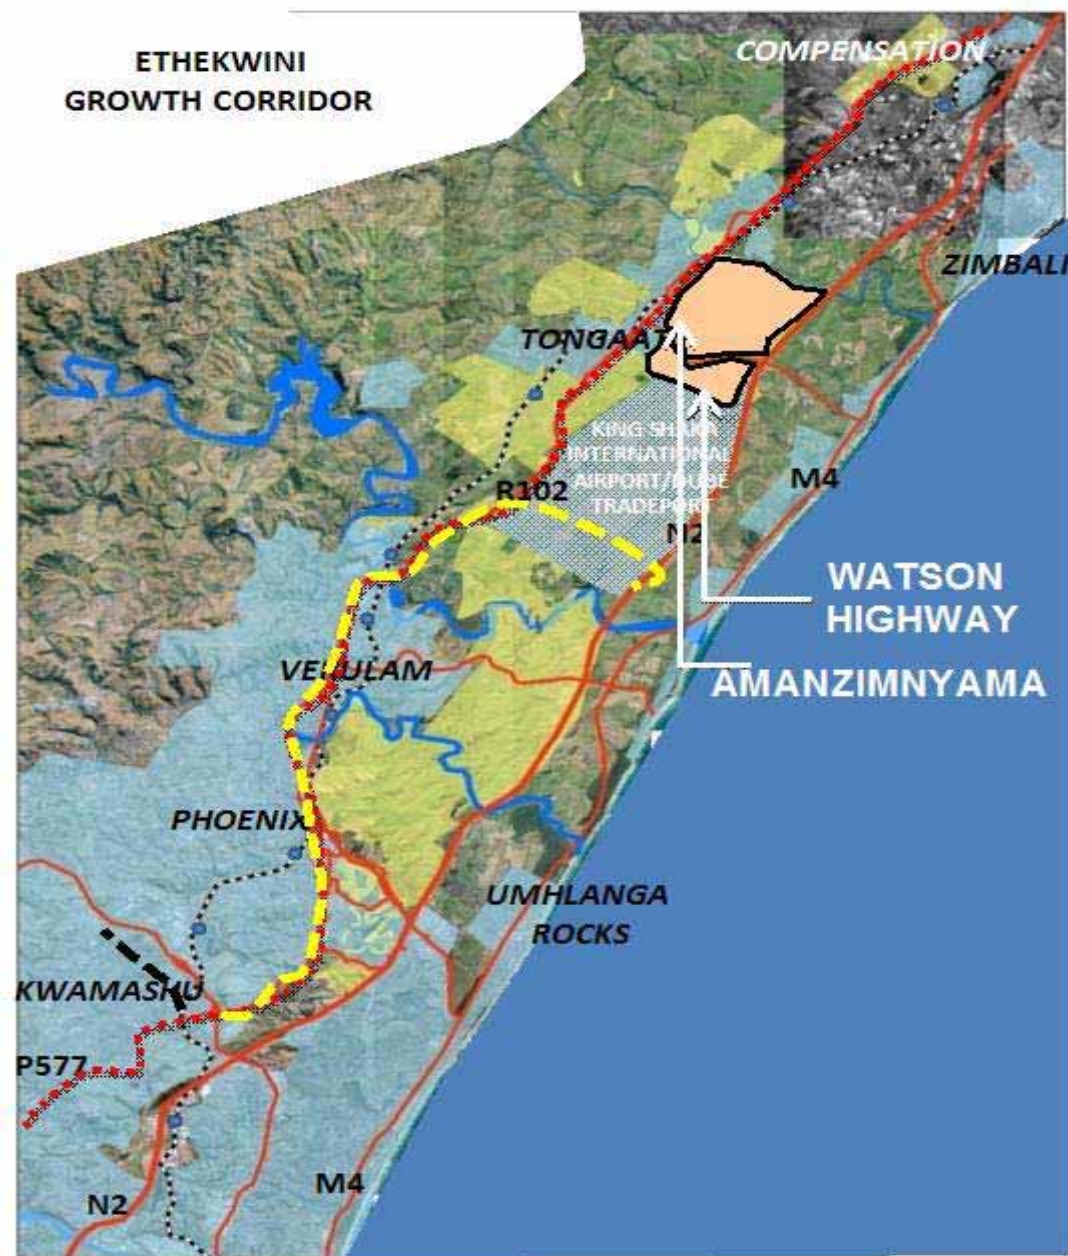 ETHEKWINI
GROWTH CORRIDOR
COMPENSATION
ZIMBALI
TONGAAT
KING SHAKA
INTERNATIONAL
AIRPORT/DUBE
TRADEPORT
R102
M4
N2
WATSON
HIGHWAY
AMANZIMNYAMA
VERULAM
PHOENIX
UMHLANGA
ROCKS
KWAMASHU
P577
M4
N2